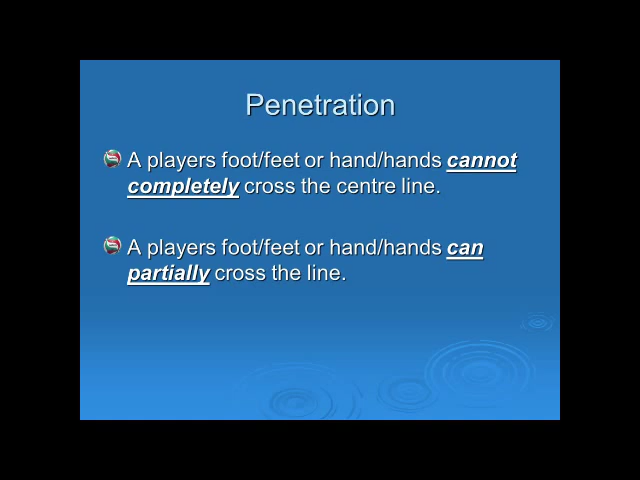 Penetration
A players foot/feet or hand/hands cannot
completely cross the centre line.
A players foot/feet or hand/hands can
partially cross the line.